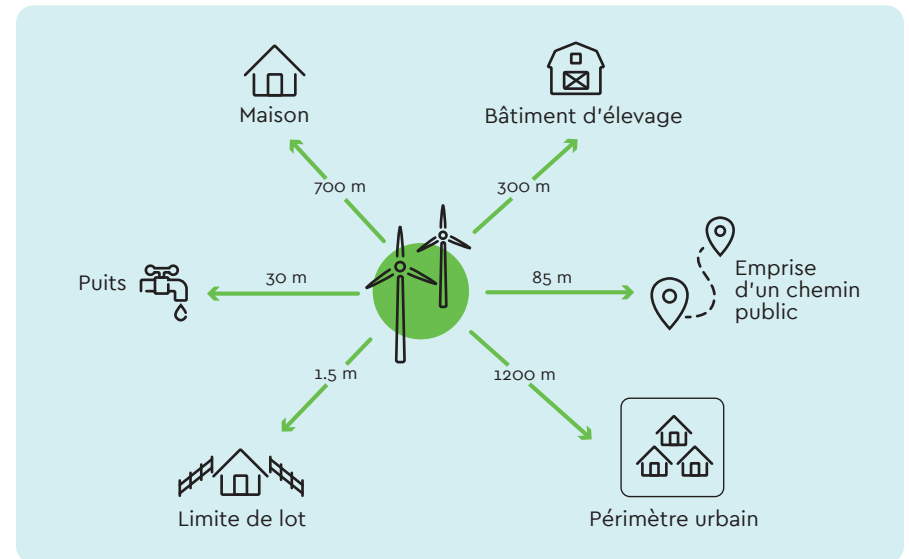 Maison
Bâtiment d'élevage
700 m
300 m
Puits
30 m
85 m
Emprise
d'un chemin
public
1.5 m
1200 m
Limite de lot
Périmètre urbain